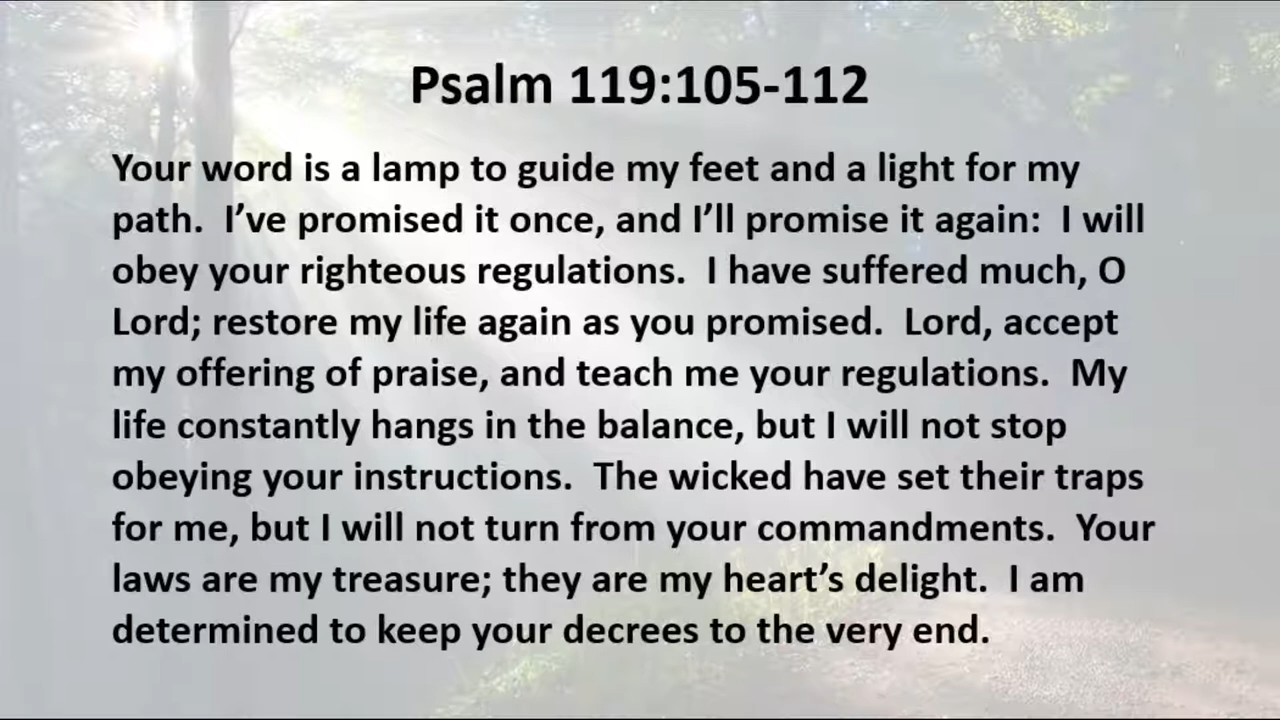 Psalm 119:105-112
Your word is a lamp to guide my feet and a light for my
path.  I’ve promised it once, and I’ll promise it again:  I will
obey your righteous regulations.  I have suffered much, O
Lord; restore my life again as you promised.  Lord, accept
my offering of praise, and teach me your regulations.  My
life constantly hangs in the balance, but I will not stop
obeying your instructions.  The wicked have set their traps
for me, but I will not turn from your commandments.  Your
laws are my treasure; they are my heart’s delight.  I am
determined to keep your decrees to the very end.